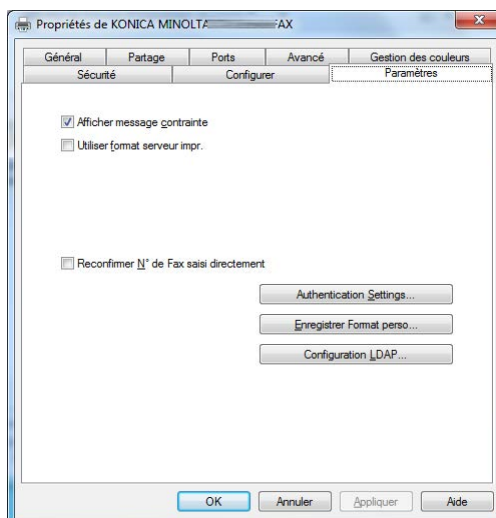 Propriétés de KONICA MINOLTA FAX
Général Partage Ports Avancé Gestion des couleurs
Sécurité Configurer Paramètres
Afficher message contrainte
Utiliser format serveur impr.
Reconfirmer N° de Fax saisi directement
Authentication Settings...
Enregistrer Format perso...
Configuration LDAP...
OK Annuler Appliquer Aide